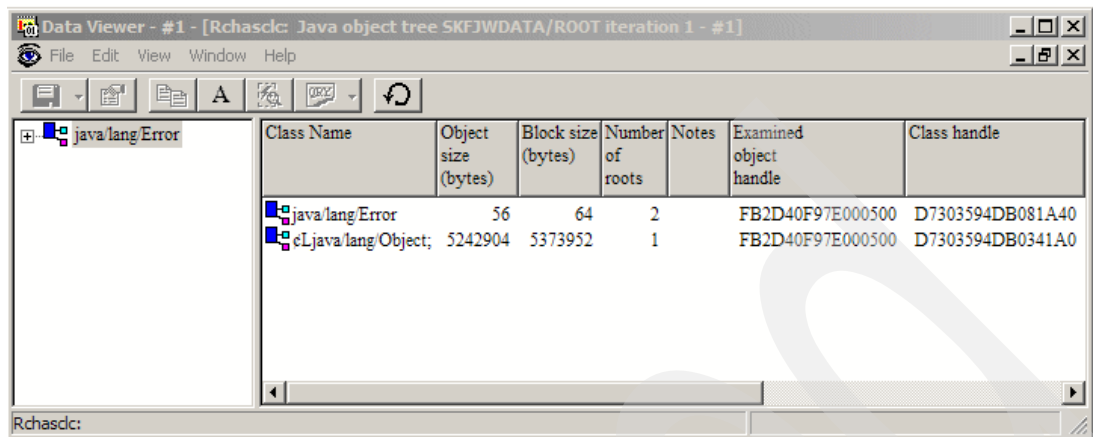 Data Viewer - #1 - [Rchasclc: Java object tree SKFJWDATA/ROOT iteration 1 - #1]
File Edit View Window Help
java/lang/Error
Class Name
Object size (bytes)
Block size (bytes)
Number of roots
Notes
Examined object handle
Class handle
java/lang/Error 56 64 2 FB2D40F97E000500 D7303594DB081A40
eLjava/lang/Object; 5242904 5373952 1 FB2D40F97E000500 D7303594DB0341A0
Rchasclc: